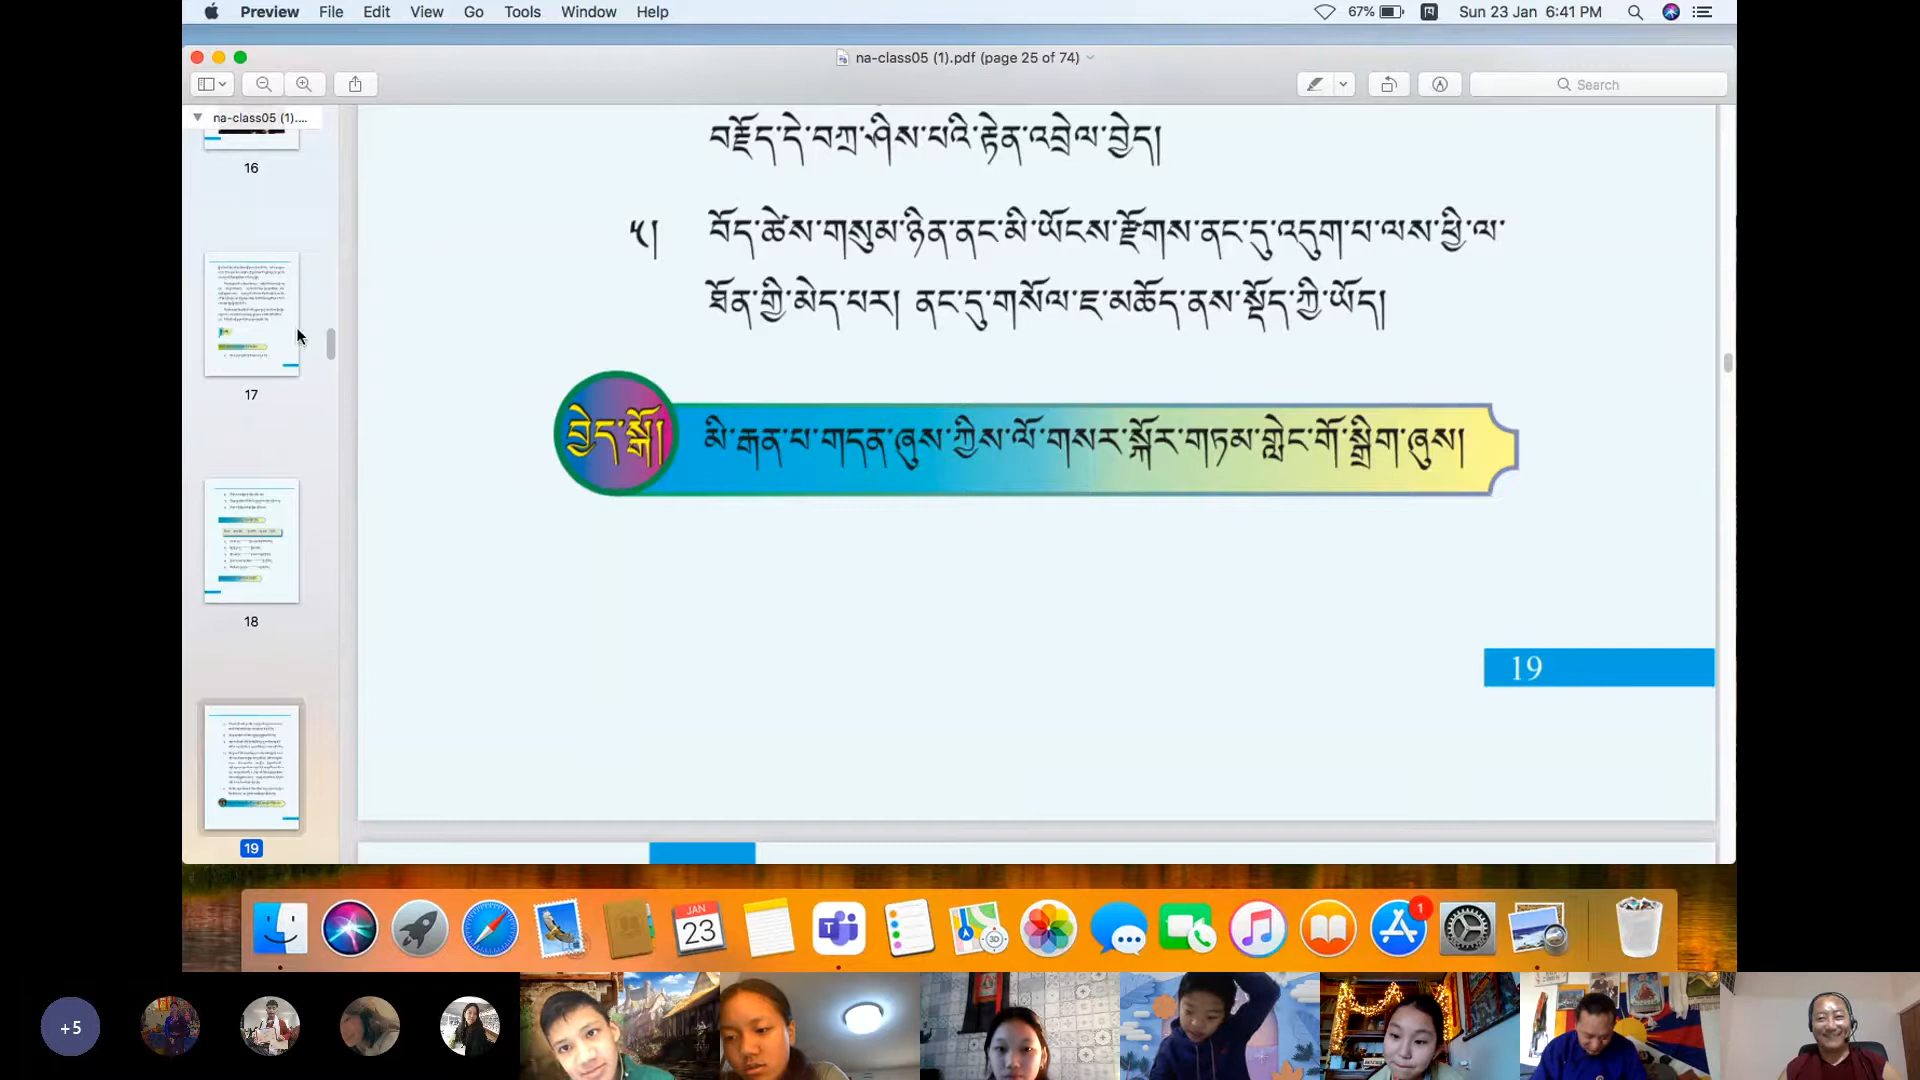 Preview File Edit View Go Tools Window Help 67% Sun 23 Jan 6:41 PM
na-class05 (1).pdf (page 25 of 74)
Search
na-class05 (1)....
16
17
18
19
བརྗོད་དེ་བཀྲ་ཤིས་པའི་རྟེན་འབྲེལ་བྱེད།
༥། བོད་ཚེས་གསུམ་ཉིན་ནང་མི་ཡོངས་རྫོགས་ནང་དུ་འདུག་པ་ལས་ཕྱི་ལ་
ཐོན་གྱི་མེད་པར། ནང་དུ་གསོལ་ཇ་མཆོད་ནས་སྡོད་ཀྱི་ཡོད།
བྱེད་སྒོ། མི་རྒན་པ་གདན་ཞུས་ཀྱིས་ལོ་གསར་སྐོར་གཏམ་གླེང་གོ་སྒྲིག་ཞུས།
19
JAN
23
3D
1
+5